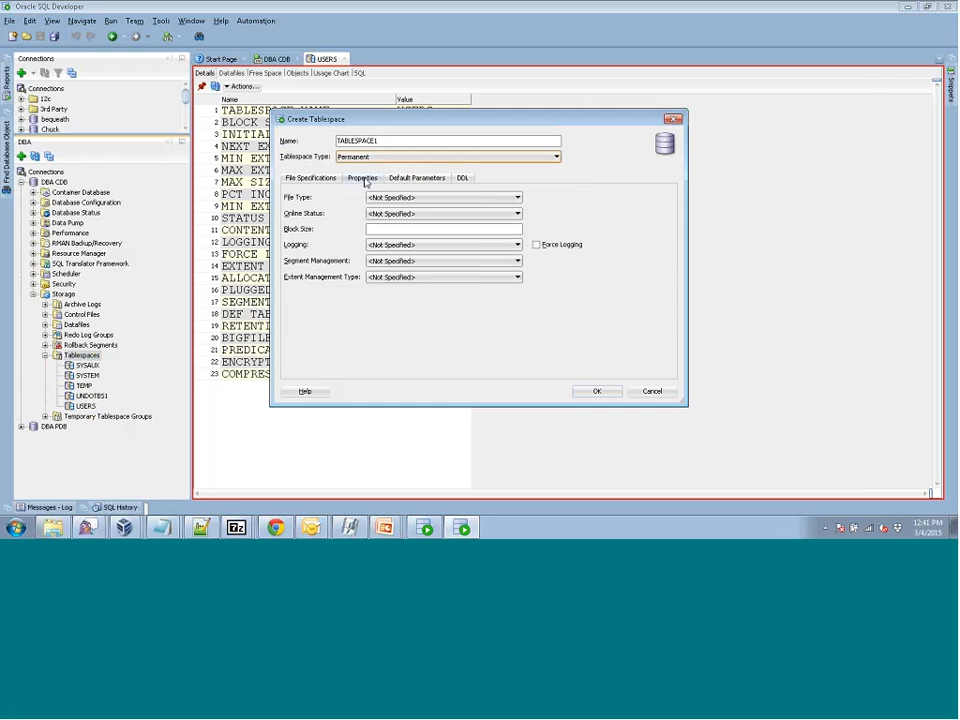 Oracle SQL Developer
File Edit View Navigate Run Team Tools Window Help Automation
Connections
Start Page DBA CDB USERS
Details Datafiles Free Space Objects Usage Chart SQL
Actions...
Reports
Find Database Object
Snippets
Connections
12c
3rd Party
bequeath
Chuck
DBA
Connections
DBA CDB
Container Database
Database Configuration
Database Status
Data Pump
Performance
RMAN Backup/Recovery
Resource Manager
SQL Translator Framework
Scheduler
Security
Storage
Archive Logs
Control Files
Datafiles
Redo Log Groups
Rollback Segments
Tablespaces
SYSAUX
SYSTEM
TEMP
UNDOTBS1
USERS
Temporary Tablespace Groups
DBA PDB
Name Value
1 TABLESPACE_NAME USERS
2 BLOCK S
3 INITIAL
4 NEXT EX
5 MIN EXT
6 MAX EXT
7 MAX SIZ
8 PCT INC
9 MIN EXT
10 STATUS
11 CONTENT
12 LOGGING
13 FORCE L
14 EXTENT
15 ALLOCAT
16 PLUGGED
17 SEGMENT
18 DEF TAB
19 RETENTI
20 BIGFILE
21 PREDICA
22 ENCRYPT
23 COMPRES
Create Tablespace
Name: TABLESPACE1
Tablespace Type: Permanent
File Specifications Properties Default Parameters DDL
File Type: <Not Specified>
Online Status: <Not Specified>
Block Size:
Logging: <Not Specified> Force Logging
Segment Management: <Not Specified>
Extent Management Type: <Not Specified>
Help OK Cancel
Messages - Log SQL History
12:41 PM
3/4/2015